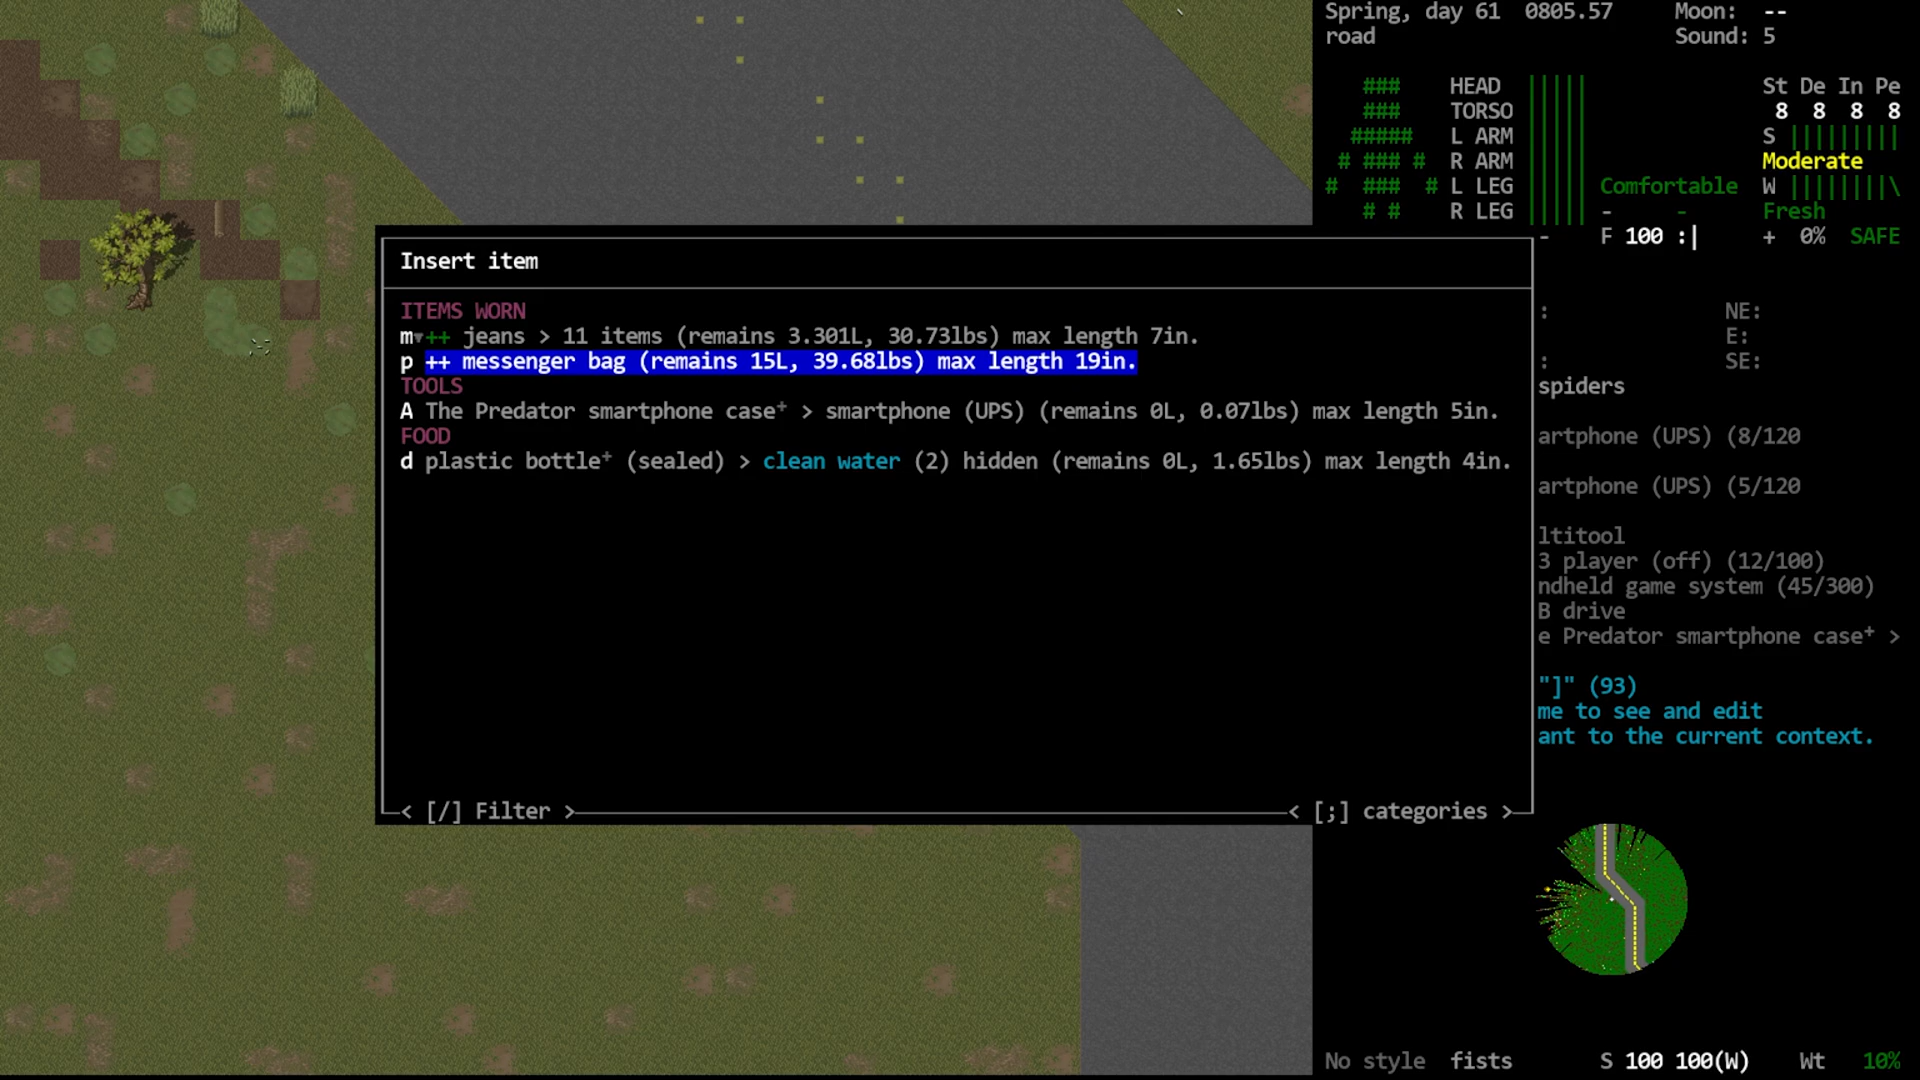 Spring, day 61 0805.57 Moon: --
road Sound: 5
### HEAD ||||| St De In Pe
### TORSO ||||| 8 8 8 8
##### L ARM ||||| S |||||||||
# ### # R ARM ||||| Moderate
# ### # L LEG ||||| Comfortable W ||||||||\
# # R LEG ||||| - - Fresh
- F 100 :| + 0% SAFE
Insert item
ITEMS WORN
: NE:
m ++ jeans > 11 items (remains 3.301L, 30.73lbs) max length 7in.
E:
p ++ messenger bag (remains 15L, 39.68lbs) max length 19in.
: SE:
TOOLS
spiders
A The Predator smartphone case+ > smartphone (UPS) (remains 0L, 0.07lbs) max length 5in.
FOOD
artphone (UPS) (8/120
d plastic bottle+ (sealed) > clean water (2) hidden (remains 0L, 1.65lbs) max length 4in.
artphone (UPS) (5/120
ltitool
3 player (off) (12/100)
ndheld game system (45/300)
B drive
e Predator smartphone case+ >
"]" (93)
me to see and edit
ant to the current context.
< [/] Filter > < [;] categories >
No style fists S 100 100(W) Wt 10%